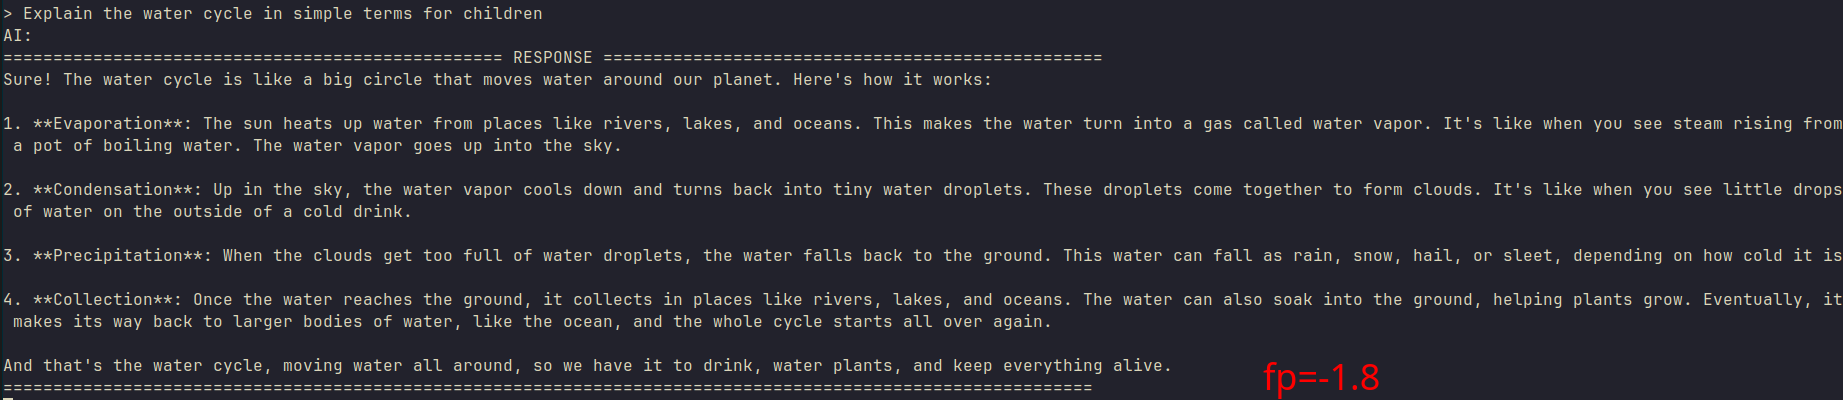 > Explain the water cycle in simple terms for children
AI:
================================================== RESPONSE ==================================================
Sure! The water cycle is like a big circle that moves water around our planet. Here's how it works:
1. **Evaporation**: The sun heats up water from places like rivers, lakes, and oceans. This makes the water turn into a gas called water vapor. It's like when you see steam rising from
a pot of boiling water. The water vapor goes up into the sky.
2. **Condensation**: Up in the sky, the water vapor cools down and turns back into tiny water droplets. These droplets come together to form clouds. It's like when you see little drops
of water on the outside of a cold drink.
3. **Precipitation**: When the clouds get too full of water droplets, the water falls back to the ground. This water can fall as rain, snow, hail, or sleet, depending on how cold it is
4. **Collection**: Once the water reaches the ground, it collects in places like rivers, lakes, and oceans. The water can also soak into the ground, helping plants grow. Eventually, it
makes its way back to larger bodies of water, like the ocean, and the whole cycle starts all over again.
And that's the water cycle, moving water all around, so we have it to drink, water plants, and keep everything alive.
fp=-1.8
=============================================================================================================